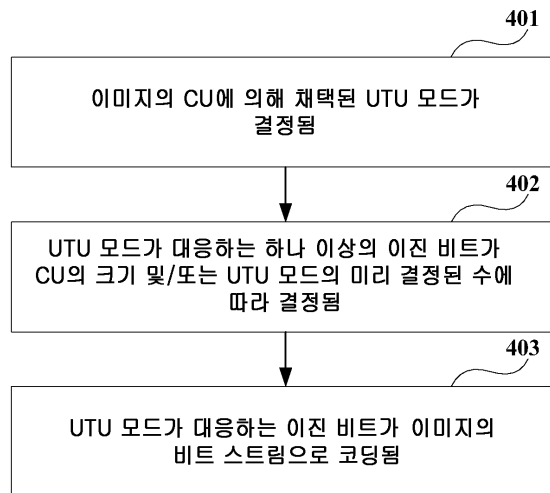 401
이미지의 CU에 의해 채택된 UTU 모드가
결정됨
402
UTU 모드가 대응하는 하나 이상의 이진 비트가
CU의 크기 및/또는 UTU 모드의 미리 결정된 수에
따라 결정됨
403
UTU 모드가 대응하는 이진 비트가 이미지의
비트 스트림으로 코딩됨